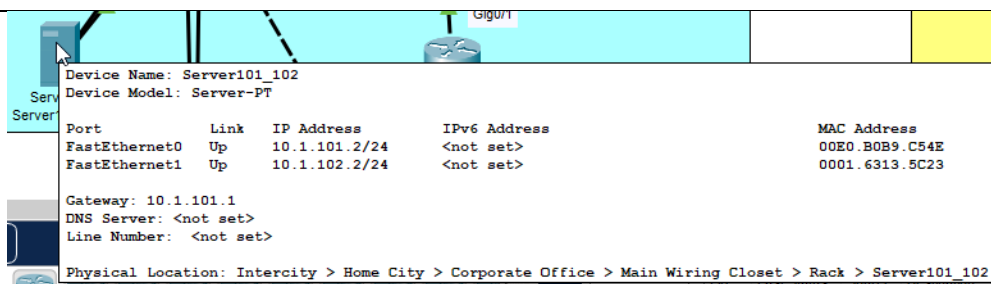 Gig0/1
Device Name: Server101_102
Device Model: Server-PT
Serv
Server
Port Link IP Address IPv6 Address MAC Address
FastEthernet0 Up 10.1.101.2/24 <not set> 00E0.B0B9.C54E
FastEthernet1 Up 10.1.102.2/24 <not set> 0001.6313.5C23
Gateway: 10.1.101.1
DNS Server: <not set>
Line Number: <not set>
Physical Location: Intercity > Home City > Corporate Office > Main Wiring Closet > Rack > Server101_102